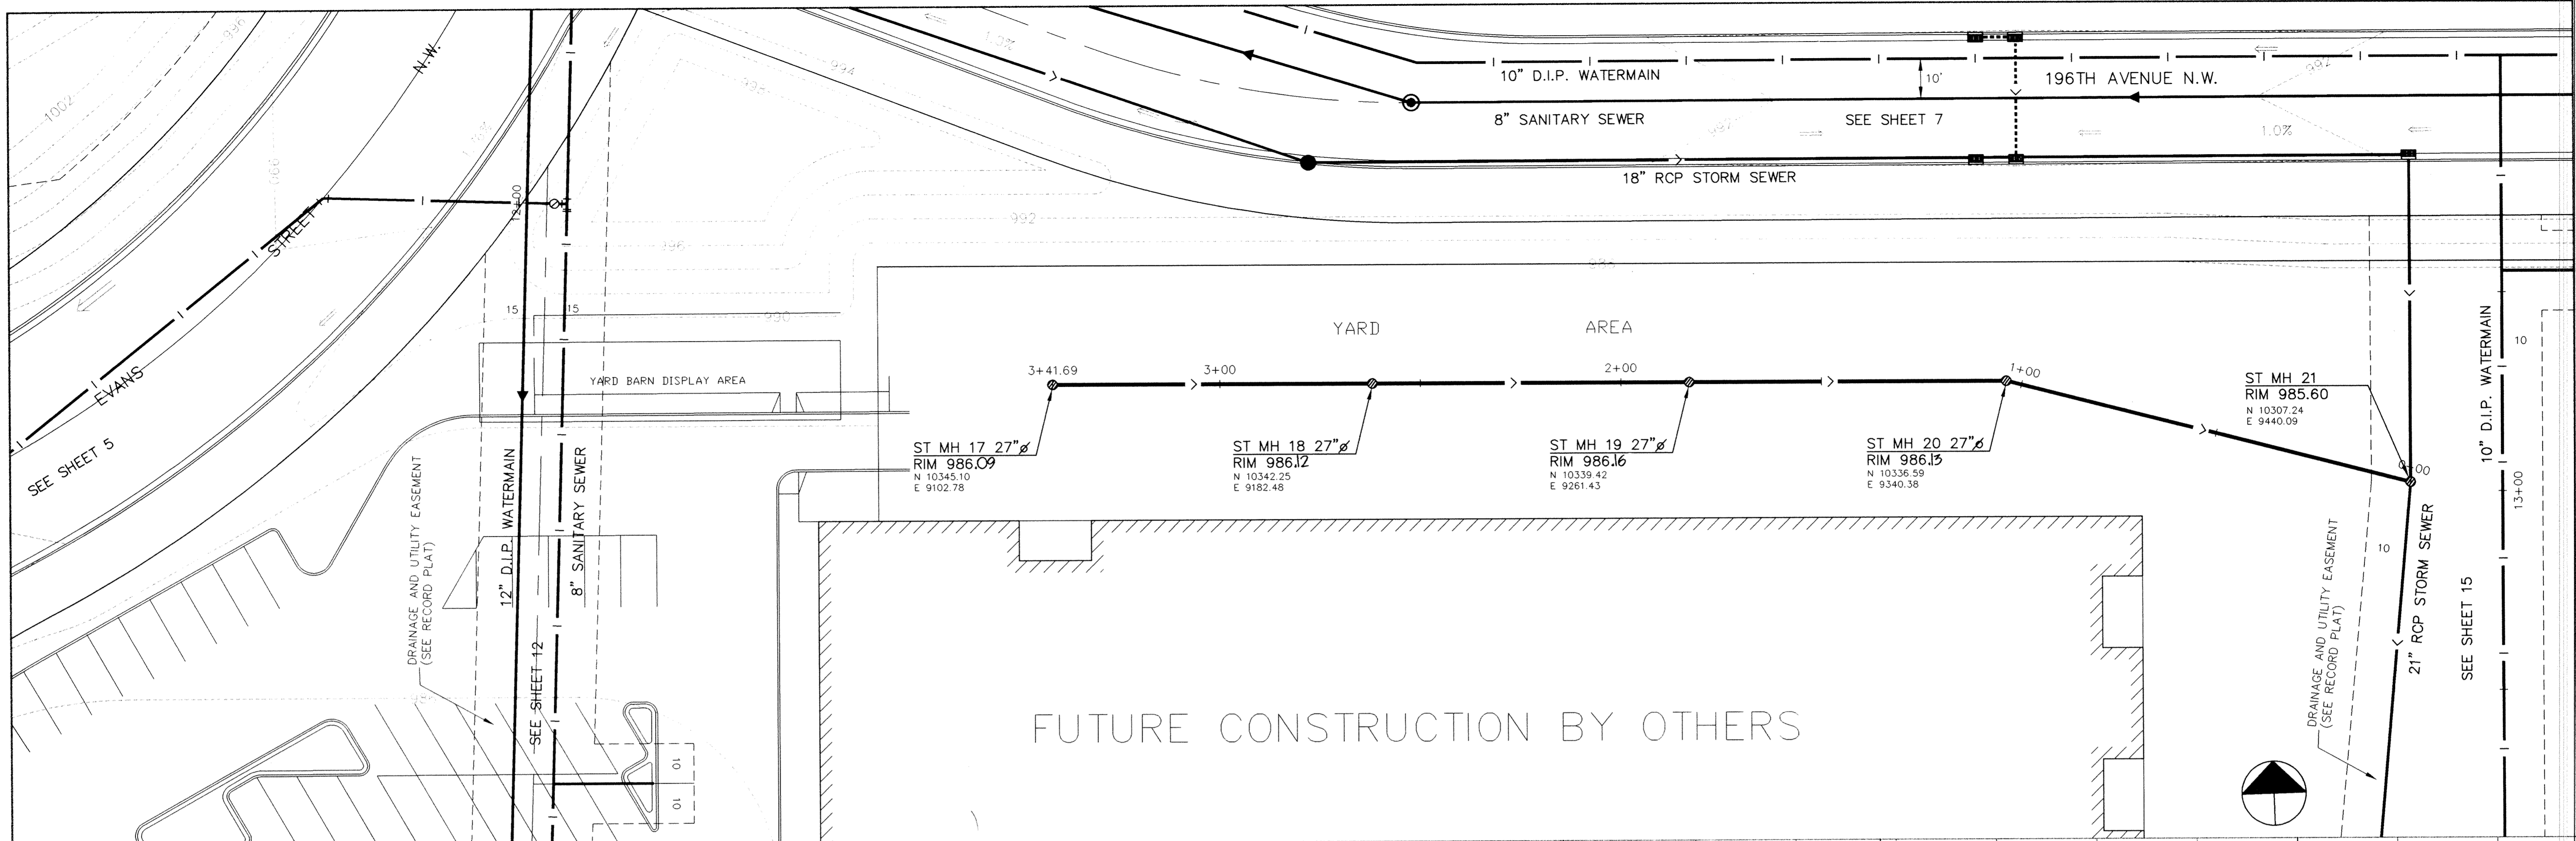 996
1002
990
N.W.
STREET
EVANS
SEE SHEET 5
12+00
15
15
994
992
996
990
1.0%
10" D.I.P. WATERMAIN
10'
196TH AVENUE N.W.
992
8" SANITARY SEWER
SEE SHEET 7
1.0%
18" RCP STORM SEWER
YARD AREA
YARD BARN DISPLAY AREA
3+41.69
3+00
2+00
1+00
0+00
ST MH 17 27"ø
RIM 986.09
N 10345.10
E 9102.78
ST MH 18 27"ø
RIM 986.12
N 10342.25
E 9182.48
ST MH 19 27"ø
RIM 986.16
N 10339.42
E 9261.43
ST MH 20 27"ø
RIM 986.13
N 10336.59
E 9340.38
ST MH 21
RIM 985.60
N 10307.24
E 9440.09
10" D.I.P. WATERMAIN
10
13+00
DRAINAGE AND UTILITY EASEMENT
(SEE RECORD PLAT)
12" D.I.P. WATERMAIN
8" SANITARY SEWER
SEE SHEET 12
10
10
FUTURE CONSTRUCTION BY OTHERS
DRAINAGE AND UTILITY EASEMENT
(SEE RECORD PLAT)
10
21" RCP STORM SEWER
SEE SHEET 15